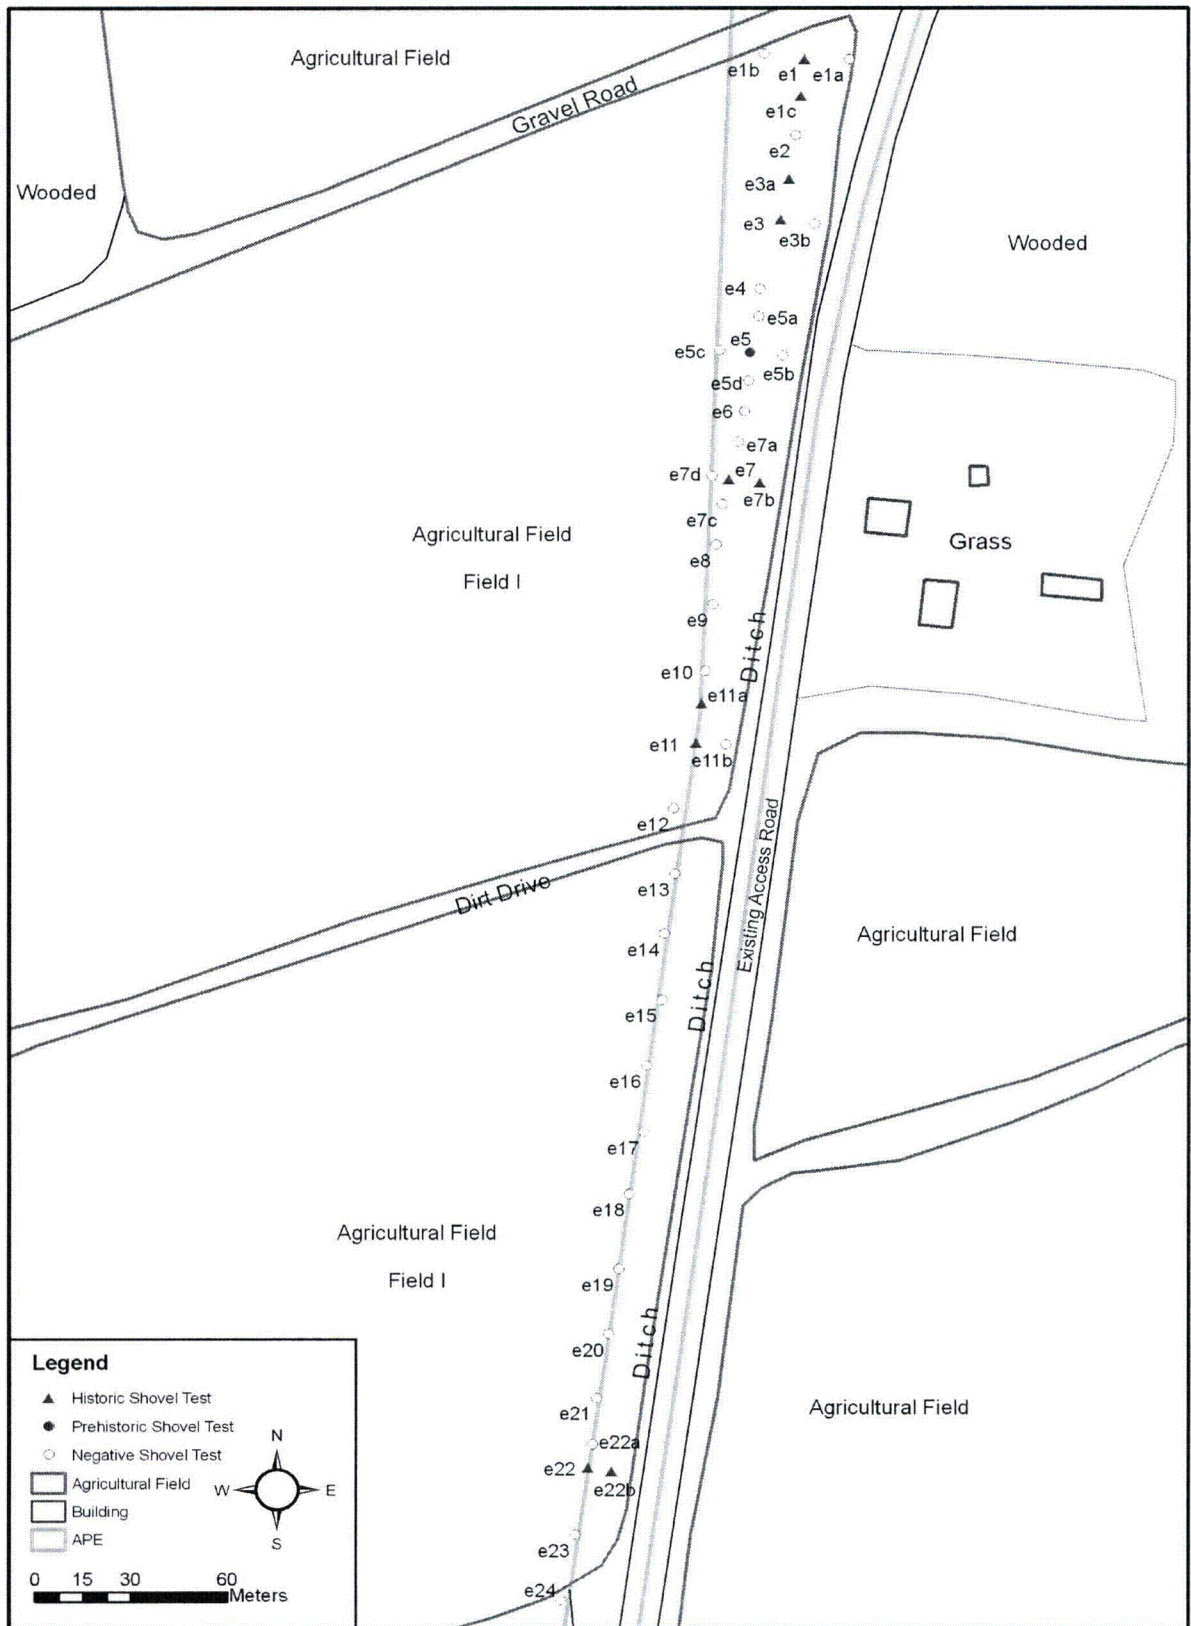 Agricultural Field
e1b
e1
e1a
Gravel Road
e1c
e2
Wooded
e3a
e3
e3b
Wooded
e4
e5a
e5
e5c
e5b
e5d
e6
e7a
e7d
e7
e7b
e7c
Agricultural Field
Grass
e8
Field I
e9
Ditch
e10
e11a
e11
e11b
e12
Existing Access Road
Dirt Drive
e13
Agricultural Field
e14
Ditch
e15
e16
e17
e18
Agricultural Field
Field I
e19
Ditch
e20
Agricultural Field
e21
e22a
e22
e22b
e23
e24
Legend
Historic Shovel Test
Prehistoric Shovel Test
Negative Shovel Test
Agricultural Field
Building
APE
N
W
E
S
0 15 30 60
Meters